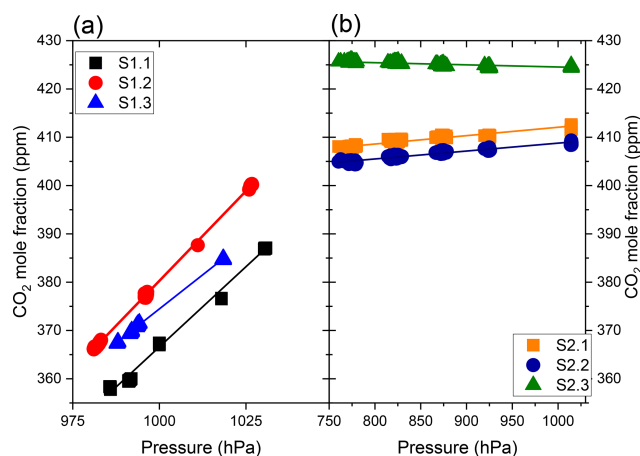 (a)
(b)
S1.1
S1.2
S1.3
S2.1
S2.2
S2.3
430
420
410
400
390
380
370
360
430
420
410
400
390
380
370
360
CO₂ mole fraction (ppm)
CO₂ mole fraction (ppm)
975 1000 1025
750 800 850 900 950 1000
Pressure (hPa)
Pressure (hPa)